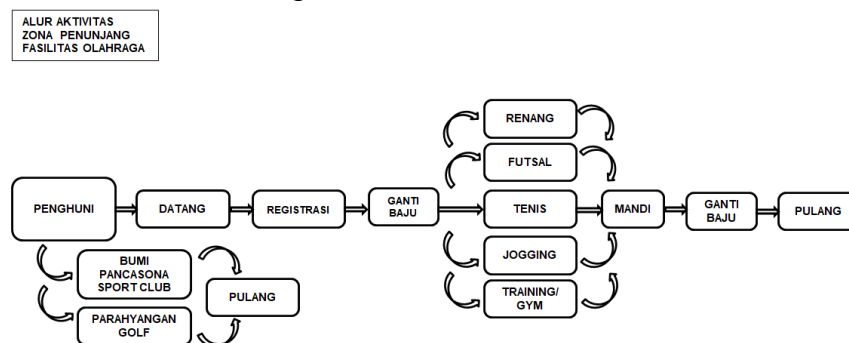 ALUR AKTIVITAS
ZONA PENUNJANG
FASILITAS OLAHRAGA
RENANG
FUTSAL
PENGHUNI
DATANG
REGISTRASI
GANTI
BAJU
TENIS
MANDI
GANTI
BAJU
PULANG
JOGGING
TRAINING/
GYM
BUMI
PANCASONA
SPORT CLUB
PULANG
PARAHYANGAN
GOLF